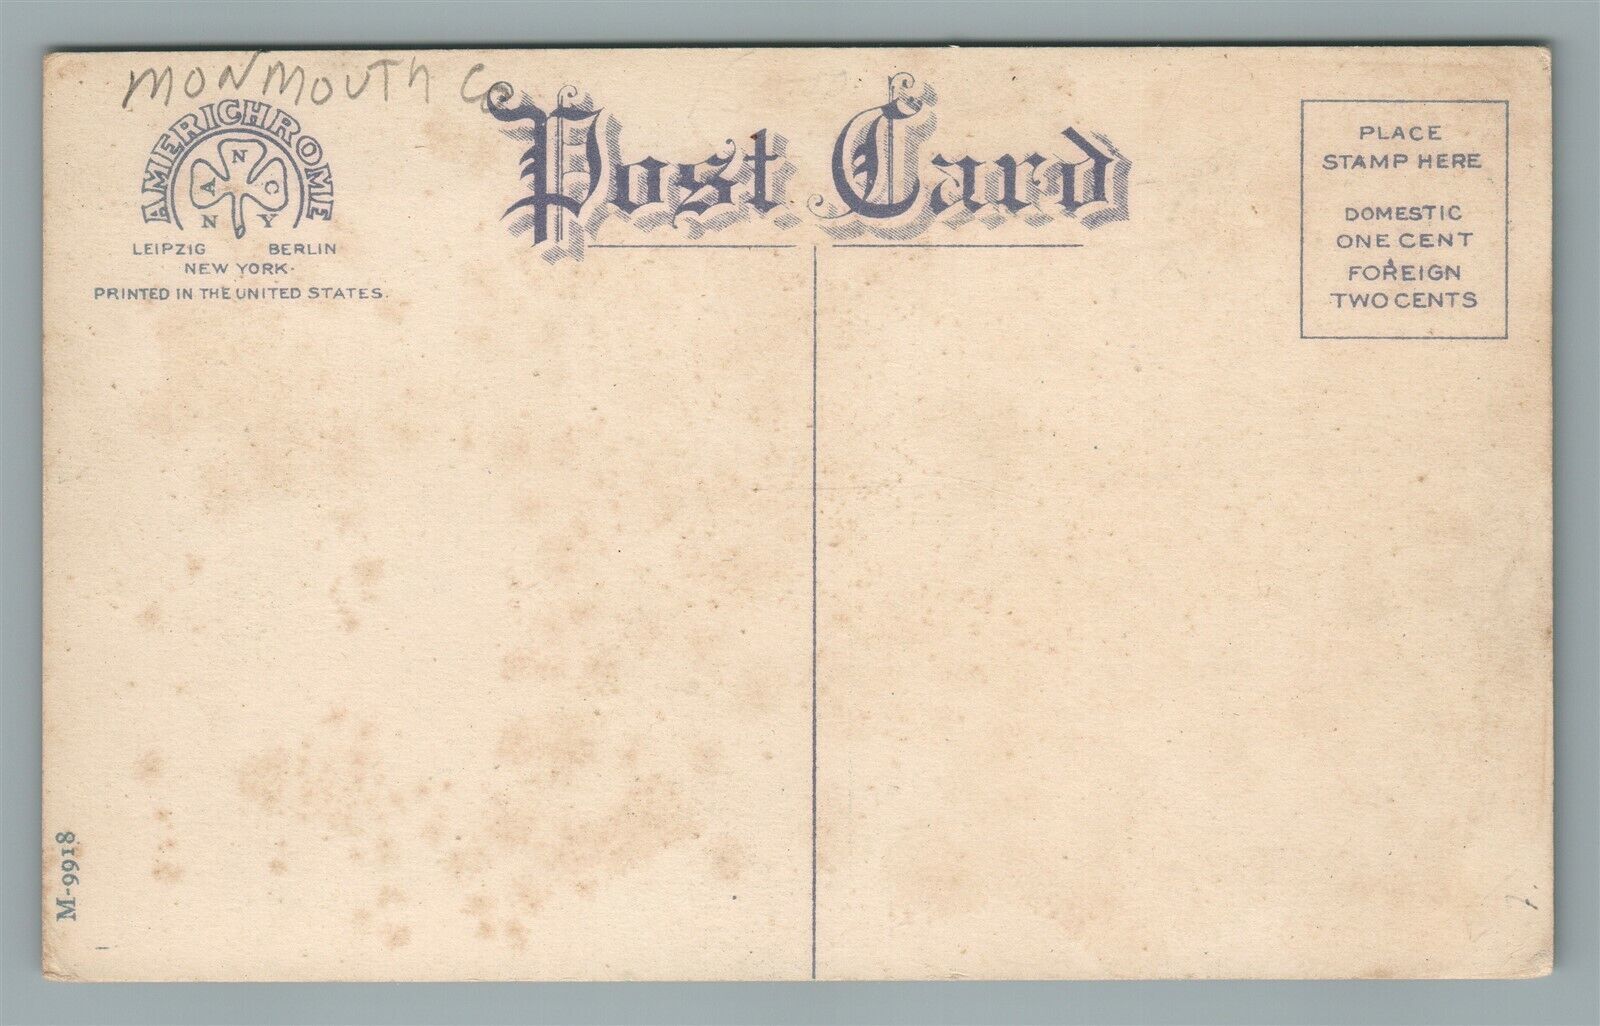 MONMOUTH Co
AMERICHROME
N
A C
N Y
LEIPZIG BERLIN
NEW YORK.
PRINTED IN THE UNITED STATES.
Post Card
PLACE
STAMP HERE
DOMESTIC
ONE CENT
FOREIGN
TWO CENTS
M-9918